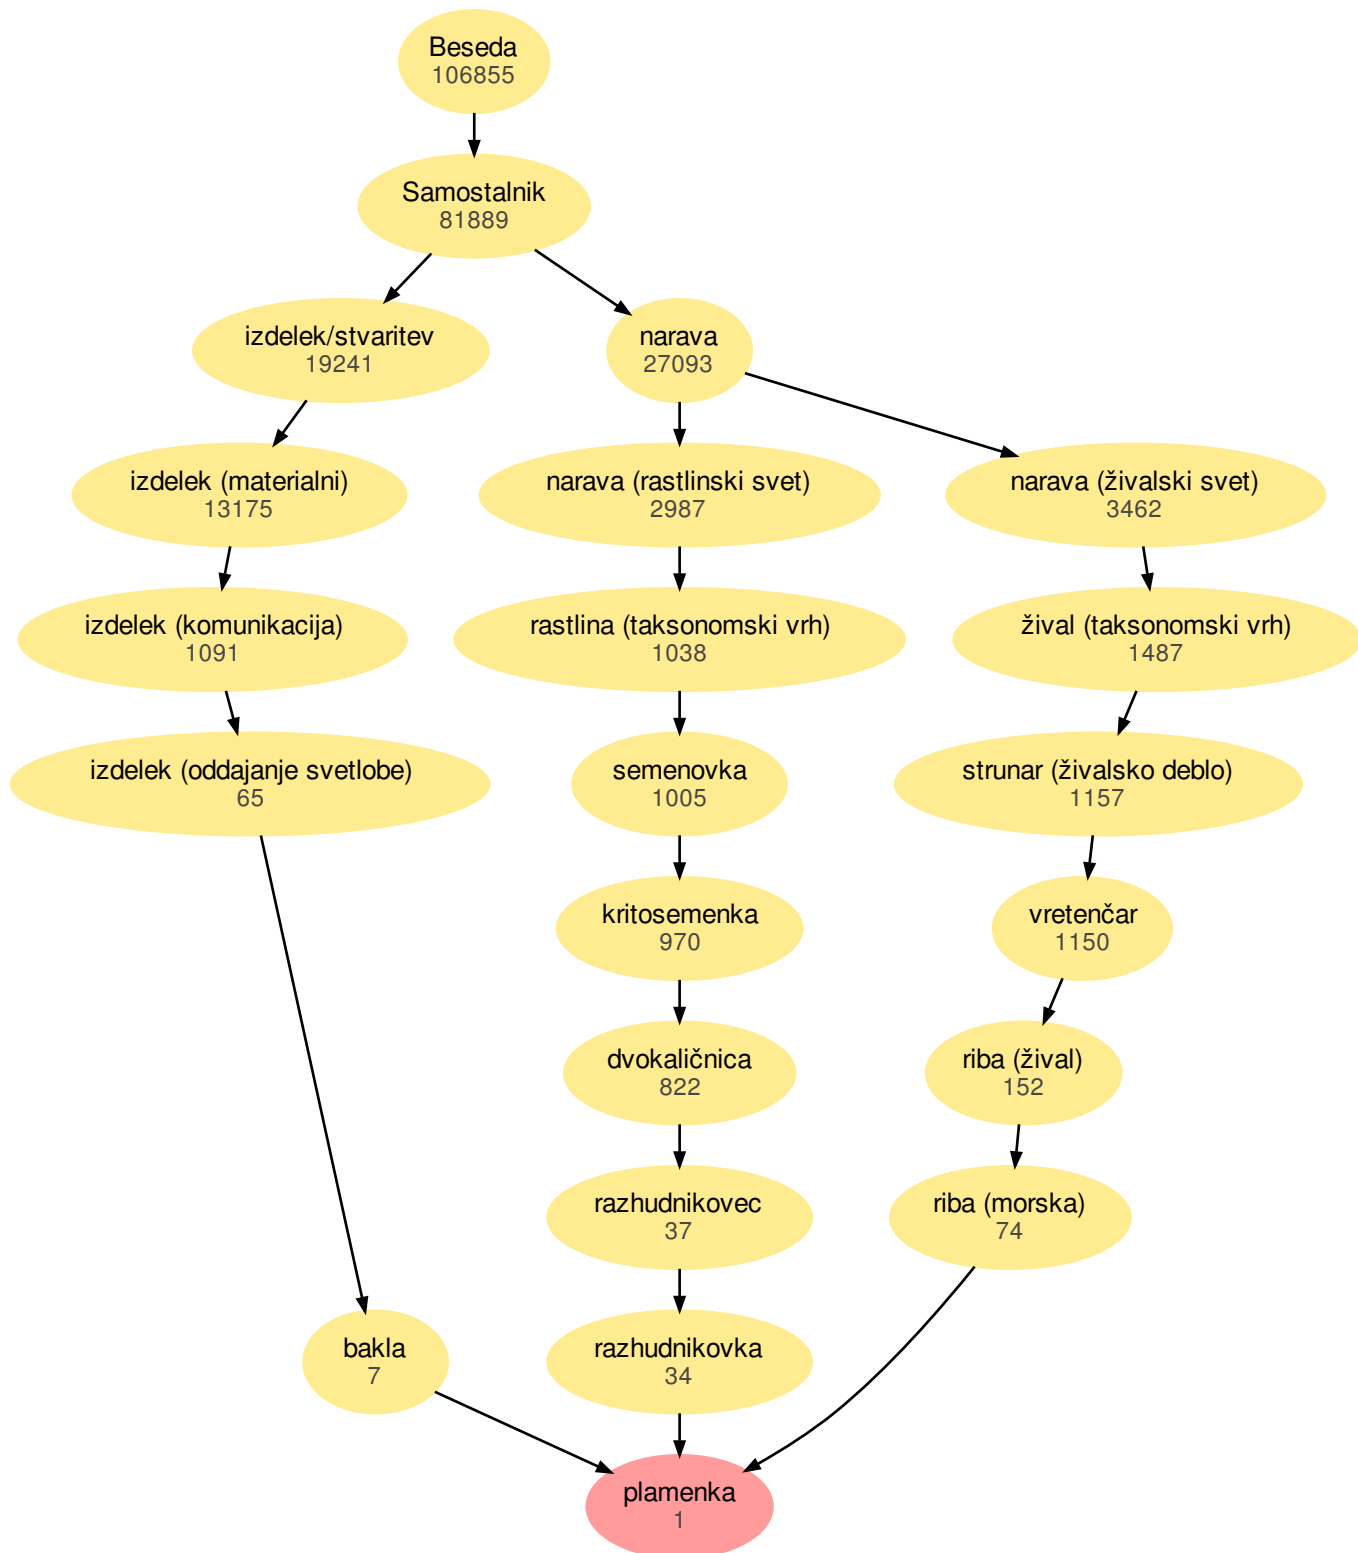 Beseda
106855
Samostalnik
81889
izdelek/stvaritev
19241
narava
27093
izdelek (materialni)
13175
narava (rastlinski svet)
2987
narava (živalski svet)
3462
izdelek (komunikacija)
1091
rastlina (taksonomski vrh)
1038
žival (taksonomski vrh)
1487
izdelek (oddajanje svetlobe)
65
semenovka
1005
strunar (živalsko deblo)
1157
kritosemenka
970
vretenčar
1150
dvokaličnica
822
riba (žival)
152
razhudnikovec
37
riba (morska)
74
bakla
7
razhudnikovka
34
plamenka
1